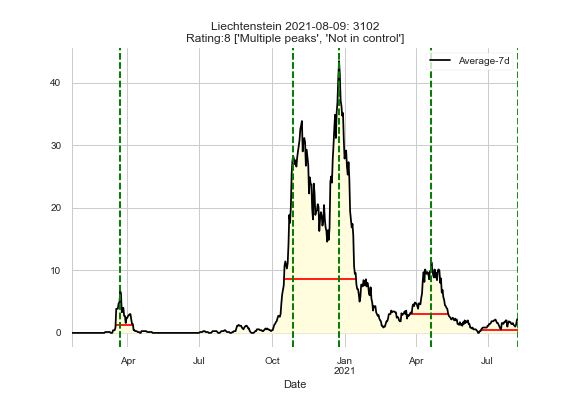 Liechtenstein 2021-08-09: 3102
Rating:8 ['Multiple peaks', 'Not in control']
Average-7d
40
30
20
10
0
Apr
Jul
Oct
Jan
2021
Apr
Jul
Date